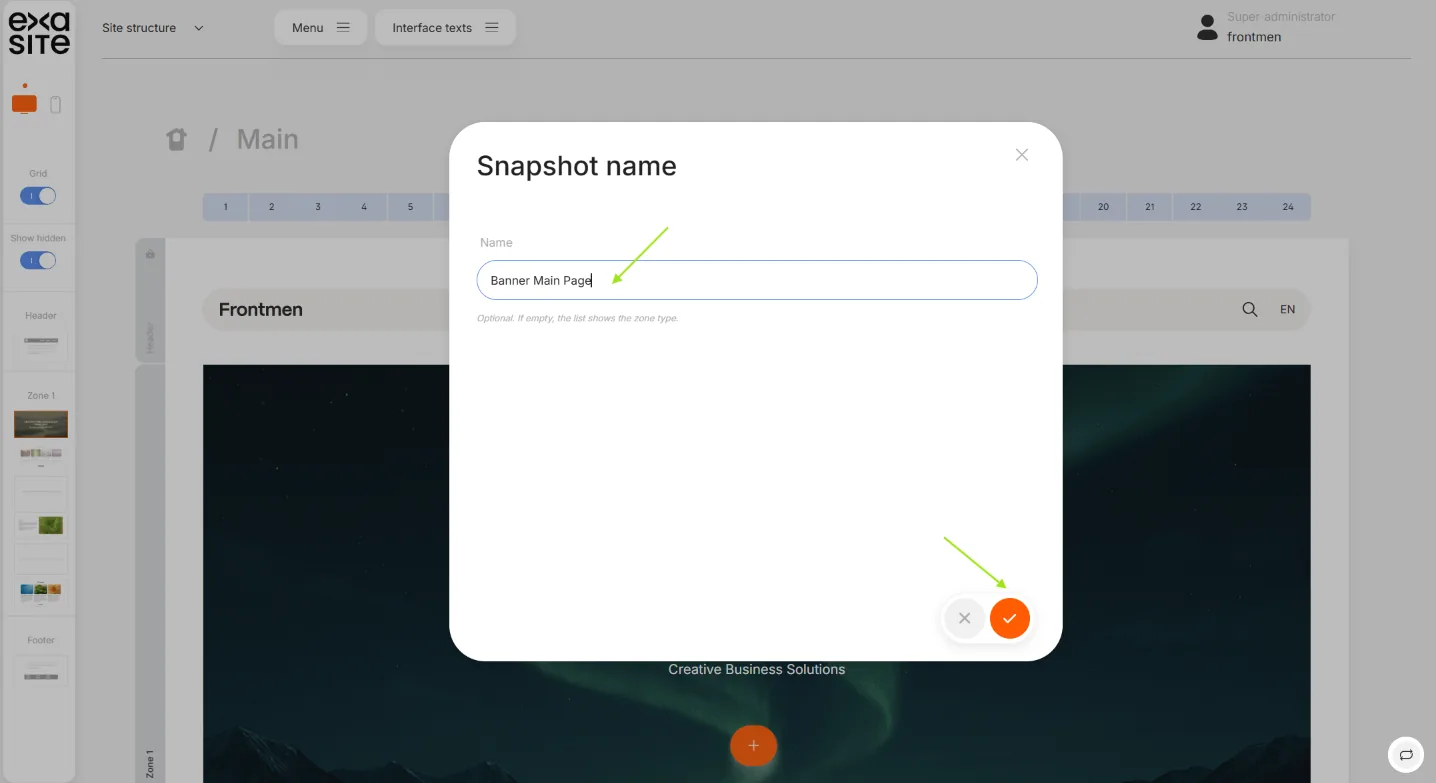 exa
SITE
Site structure
Menu
Interface texts
Super-administrator
frontmen
/ Main
Grid
Show hidden
Header
Zone 1
Footer
1 2 3 4 5 20 21 22 23 24
Header
Frontmen
EN
Snapshot name
Name
Banner Main Page
Optional. If empty, the list shows the zone type.
Creative Business Solutions
+
Zone 1